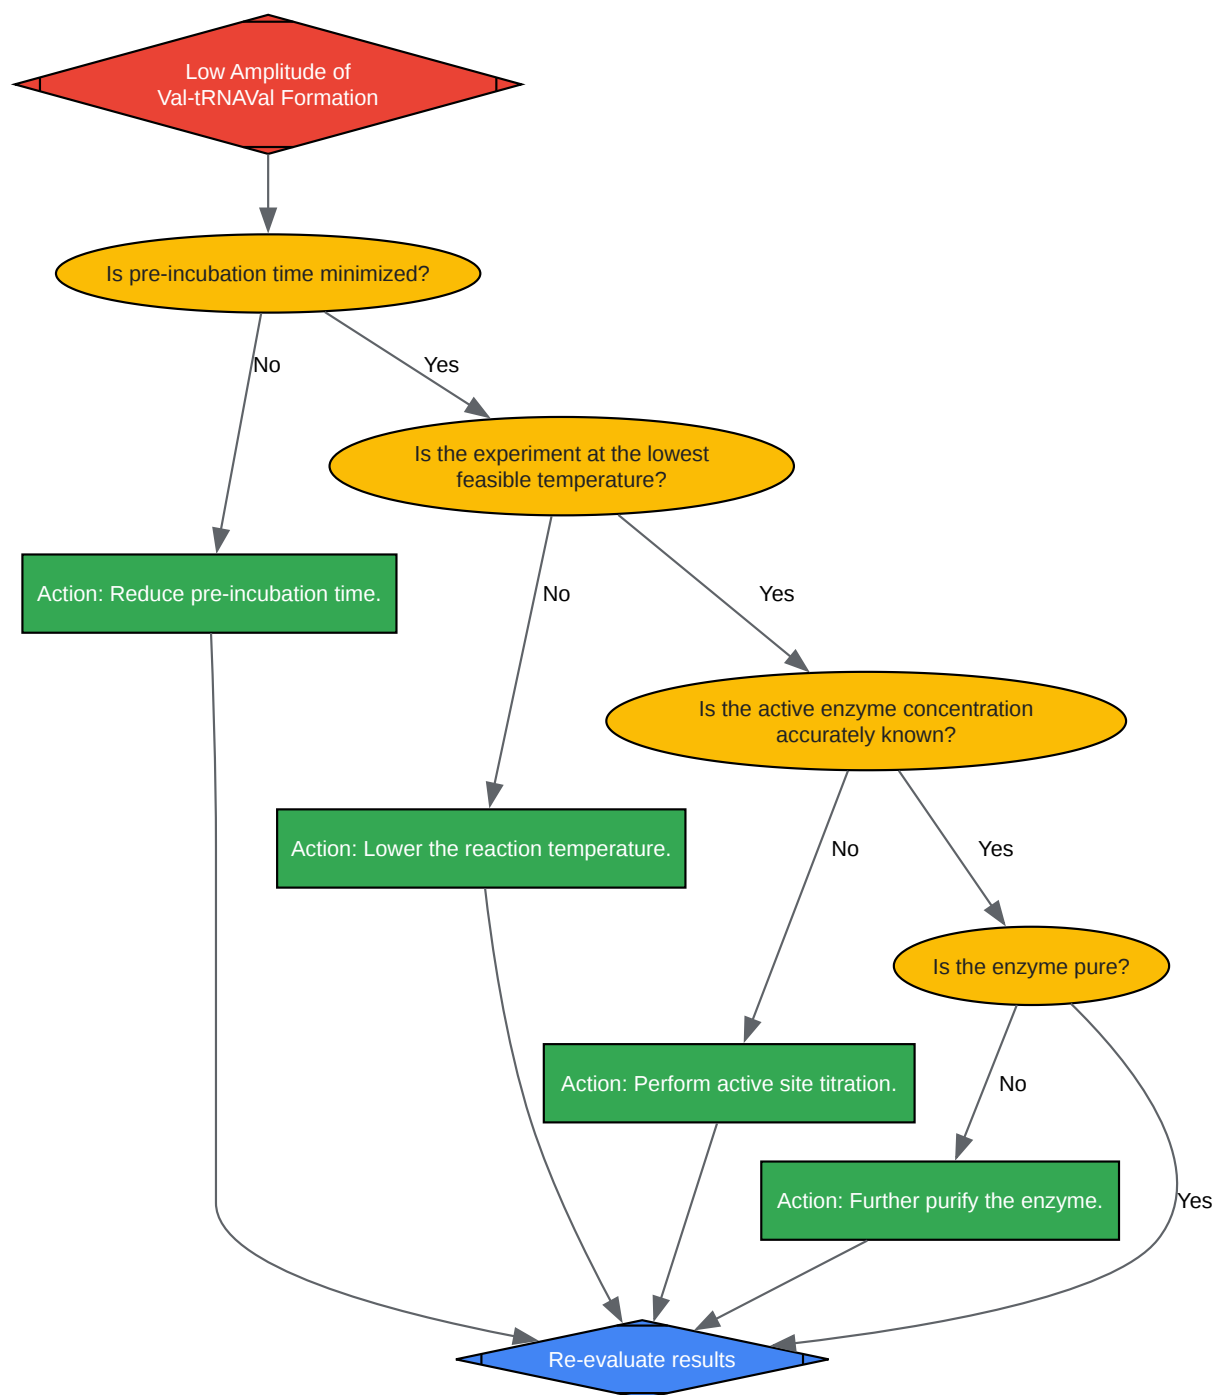 Low Amplitude of
Val-tRNAVal Formation
Is pre-incubation time minimized?
No
Yes
Is the experiment at the lowest
feasible temperature?
Action: Reduce pre-incubation time.
No
Yes
Is the active enzyme concentration
accurately known?
Action: Lower the reaction temperature.
No
Yes
Is the enzyme pure?
Action: Perform active site titration.
No
Action: Further purify the enzyme.
Yes
Re-evaluate results